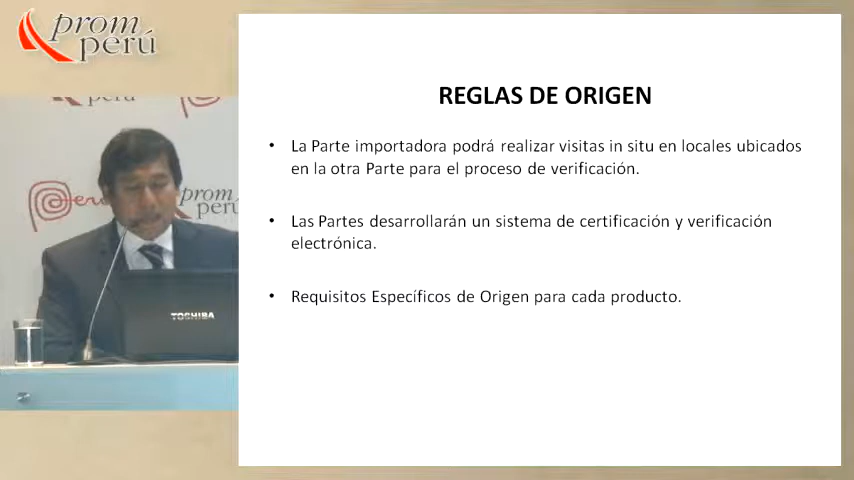 prom
perú
perú
REGLAS DE ORIGEN
• La Parte importadora podrá realizar visitas in situ en locales ubicados
en la otra Parte para el proceso de verificación.
• Las Partes desarrollarán un sistema de certificación y verificación
electrónica.
• Requisitos Específicos de Origen para cada producto.
Perú
prom
perú
TOSHIBA